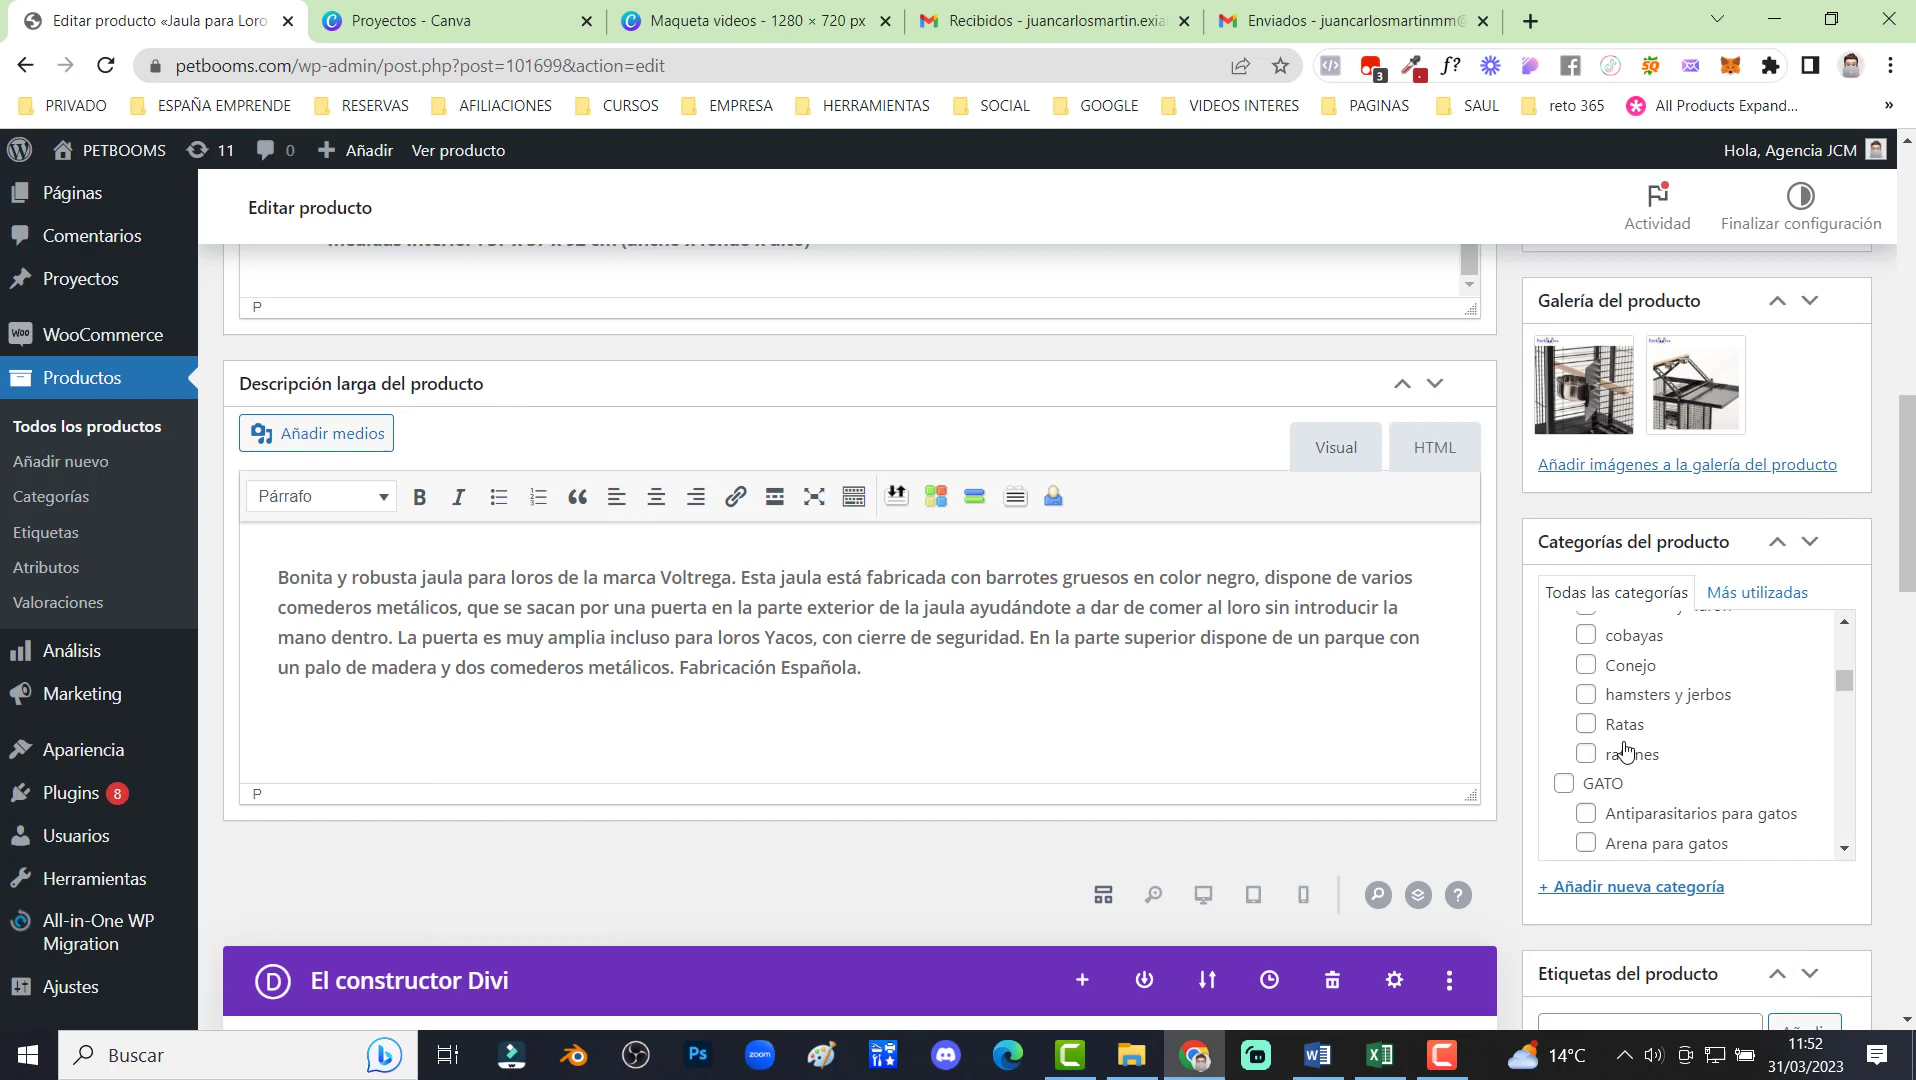 Editar producto «Jaula para Loro
Proyectos - Canva
Maqueta videos - 1280 × 720 px
Recibidos - juancarlosmartin.exia
Enviados - juancarlosmartinmm@
petbooms.com/wp-admin/post.php?post=101699&action=edit
3
f?
PRIVADO
ESPAÑA EMPRENDE
RESERVAS
AFILIACIONES
CURSOS
EMPRESA
HERRAMIENTAS
SOCIAL
GOOGLE
VIDEOS INTERES
PAGINAS
SAUL
reto 365
All Products Expand...
»
PETBOOMS
11
0
Añadir
Ver producto
Hola, Agencia JCM
Páginas
Comentarios
Proyectos
WooCommerce
Productos
Todos los productos
Añadir nuevo
Categorías
Etiquetas
Atributos
Valoraciones
Análisis
Marketing
Apariencia
Plugins 8
Usuarios
Herramientas
All-in-One WP
Migration
Ajustes
Editar producto
Actividad
Finalizar configuración
P
Descripción larga del producto
Añadir medios
Visual
HTML
Párrafo
Bonita y robusta jaula para loros de la marca Voltrega. Esta jaula está fabricada con barrotes gruesos en color negro, dispone de varios
comederos metálicos, que se sacan por una puerta en la parte exterior de la jaula ayudándote a dar de comer al loro sin introducir la
mano dentro. La puerta es muy amplia incluso para loros Yacos, con cierre de seguridad. En la parte superior dispone de un parque con
un palo de madera y dos comederos metálicos. Fabricación Española.
P
El constructor Divi
Galería del producto
Añadir imágenes a la galería del producto
Categorías del producto
Todas las categorías
Más utilizadas
cobayas
Conejo
hamsters y jerbos
Ratas
GATO
Antiparasitarios para gatos
Arena para gatos
+ Añadir nueva categoría
Etiquetas del producto
Buscar
Ps
zoom
14°C
11:52
31/03/2023